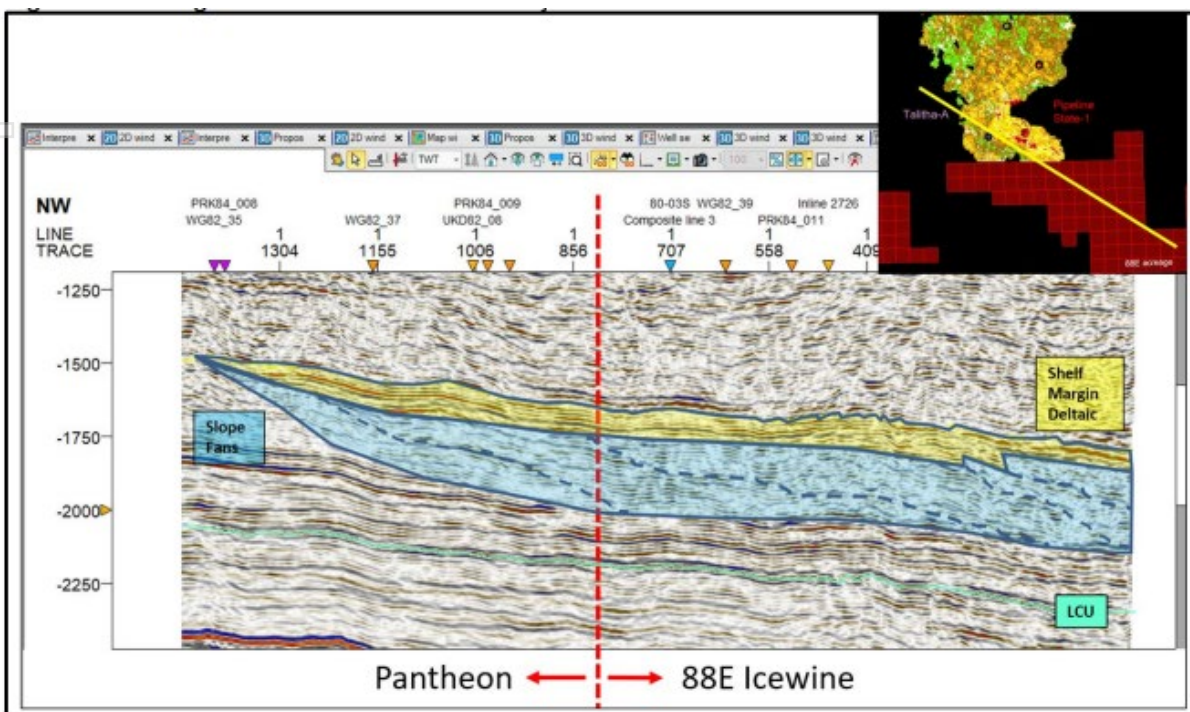 Interpre x 2D wind x Interpre x Propos x 2D wind x Map wi x Propos x 3D wind x Well se x 3D wind x 3D wind x
TWT 100
Talitha-A
Pipeline
State-1
88E acreage
NW
PRK84_008 PRK84_009 80-03S WG82_39 Inline 2726
WG82_35 WG82_37 UKD82_08 Composite line 3 PRK84_011
LINE 1 1 1 1 1 1 1
TRACE 1304 1155 1006 856 707 558 409
-1250
-1500
-1750
-2000
-2250
Shelf
Margin
Deltaic
Slope
Fans
LCU
Pantheon
88E Icewine